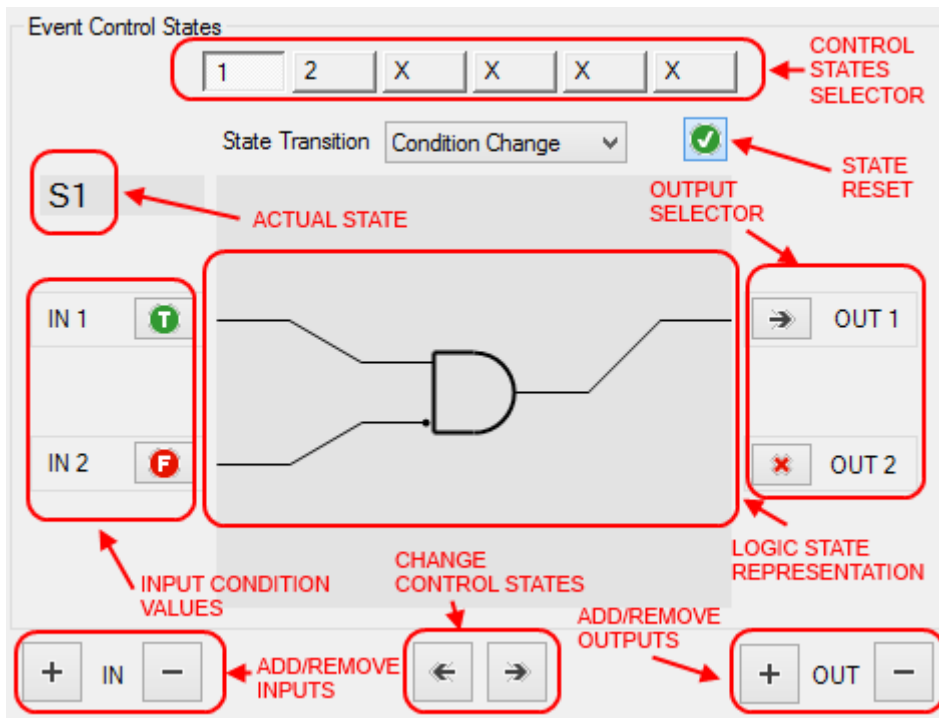 Event Control States
1 2 X X X X
CONTROL
STATES
SELECTOR
State Transition Condition Change
STATE
RESET
S1
ACTUAL STATE
OUTPUT
SELECTOR
IN 1 T
OUT 1
IN 2 F
OUT 2
INPUT CONDITION
VALUES
CHANGE
CONTROL STATES
LOGIC STATE
REPRESENTATION
ADD/REMOVE
OUTPUTS
+ IN −
ADD/REMOVE
INPUTS
+ OUT −